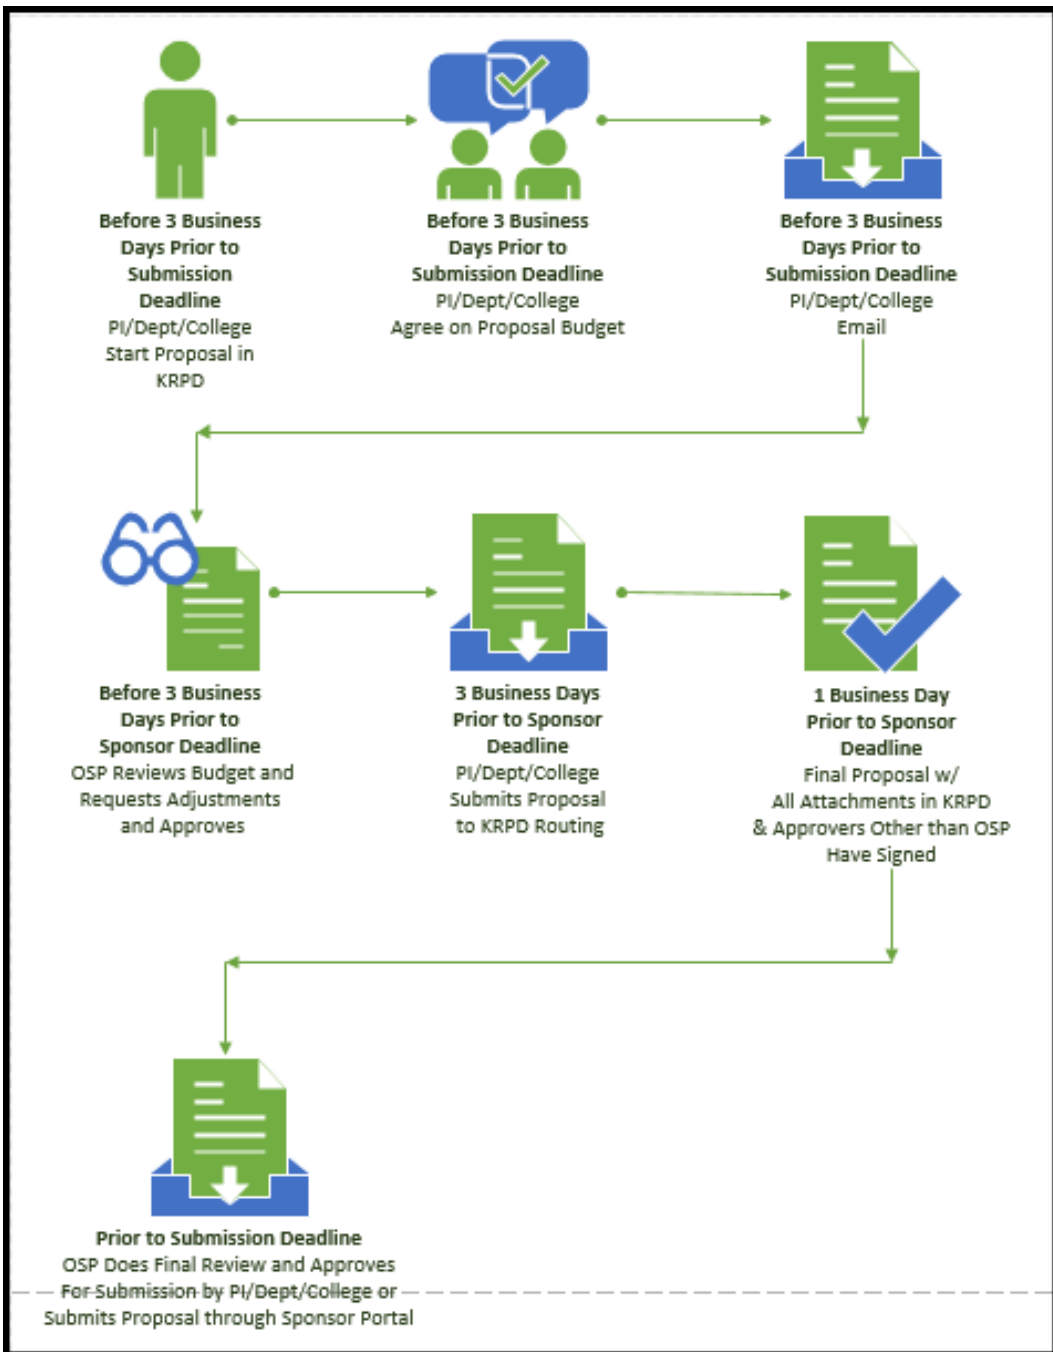 Before 3 Business
Days Prior to
Submission
Deadline
PI/Dept/College
Start Proposal in
KRPD
Before 3 Business
Days Prior to
Submission Deadline
PI/Dept/College
Agree on Proposal Budget
Before 3 Business
Days Prior to
Submission Deadline
PI/Dept/College
Email
Before 3 Business
Days Prior to
Sponsor Deadline
OSP Reviews Budget and
Requests Adjustments
and Approves
3 Business Days
Prior to Sponsor
Deadline
PI/Dept/College
Submits Proposal
to KRPD Routing
1 Business Day
Prior to Sponsor
Deadline
Final Proposal w/
All Attachments in KRPD
& Approvers Other than OSP
Have Signed
Prior to Submission Deadline
OSP Does Final Review and Approves
For Submission by PI/Dept/College or
Submits Proposal through Sponsor Portal